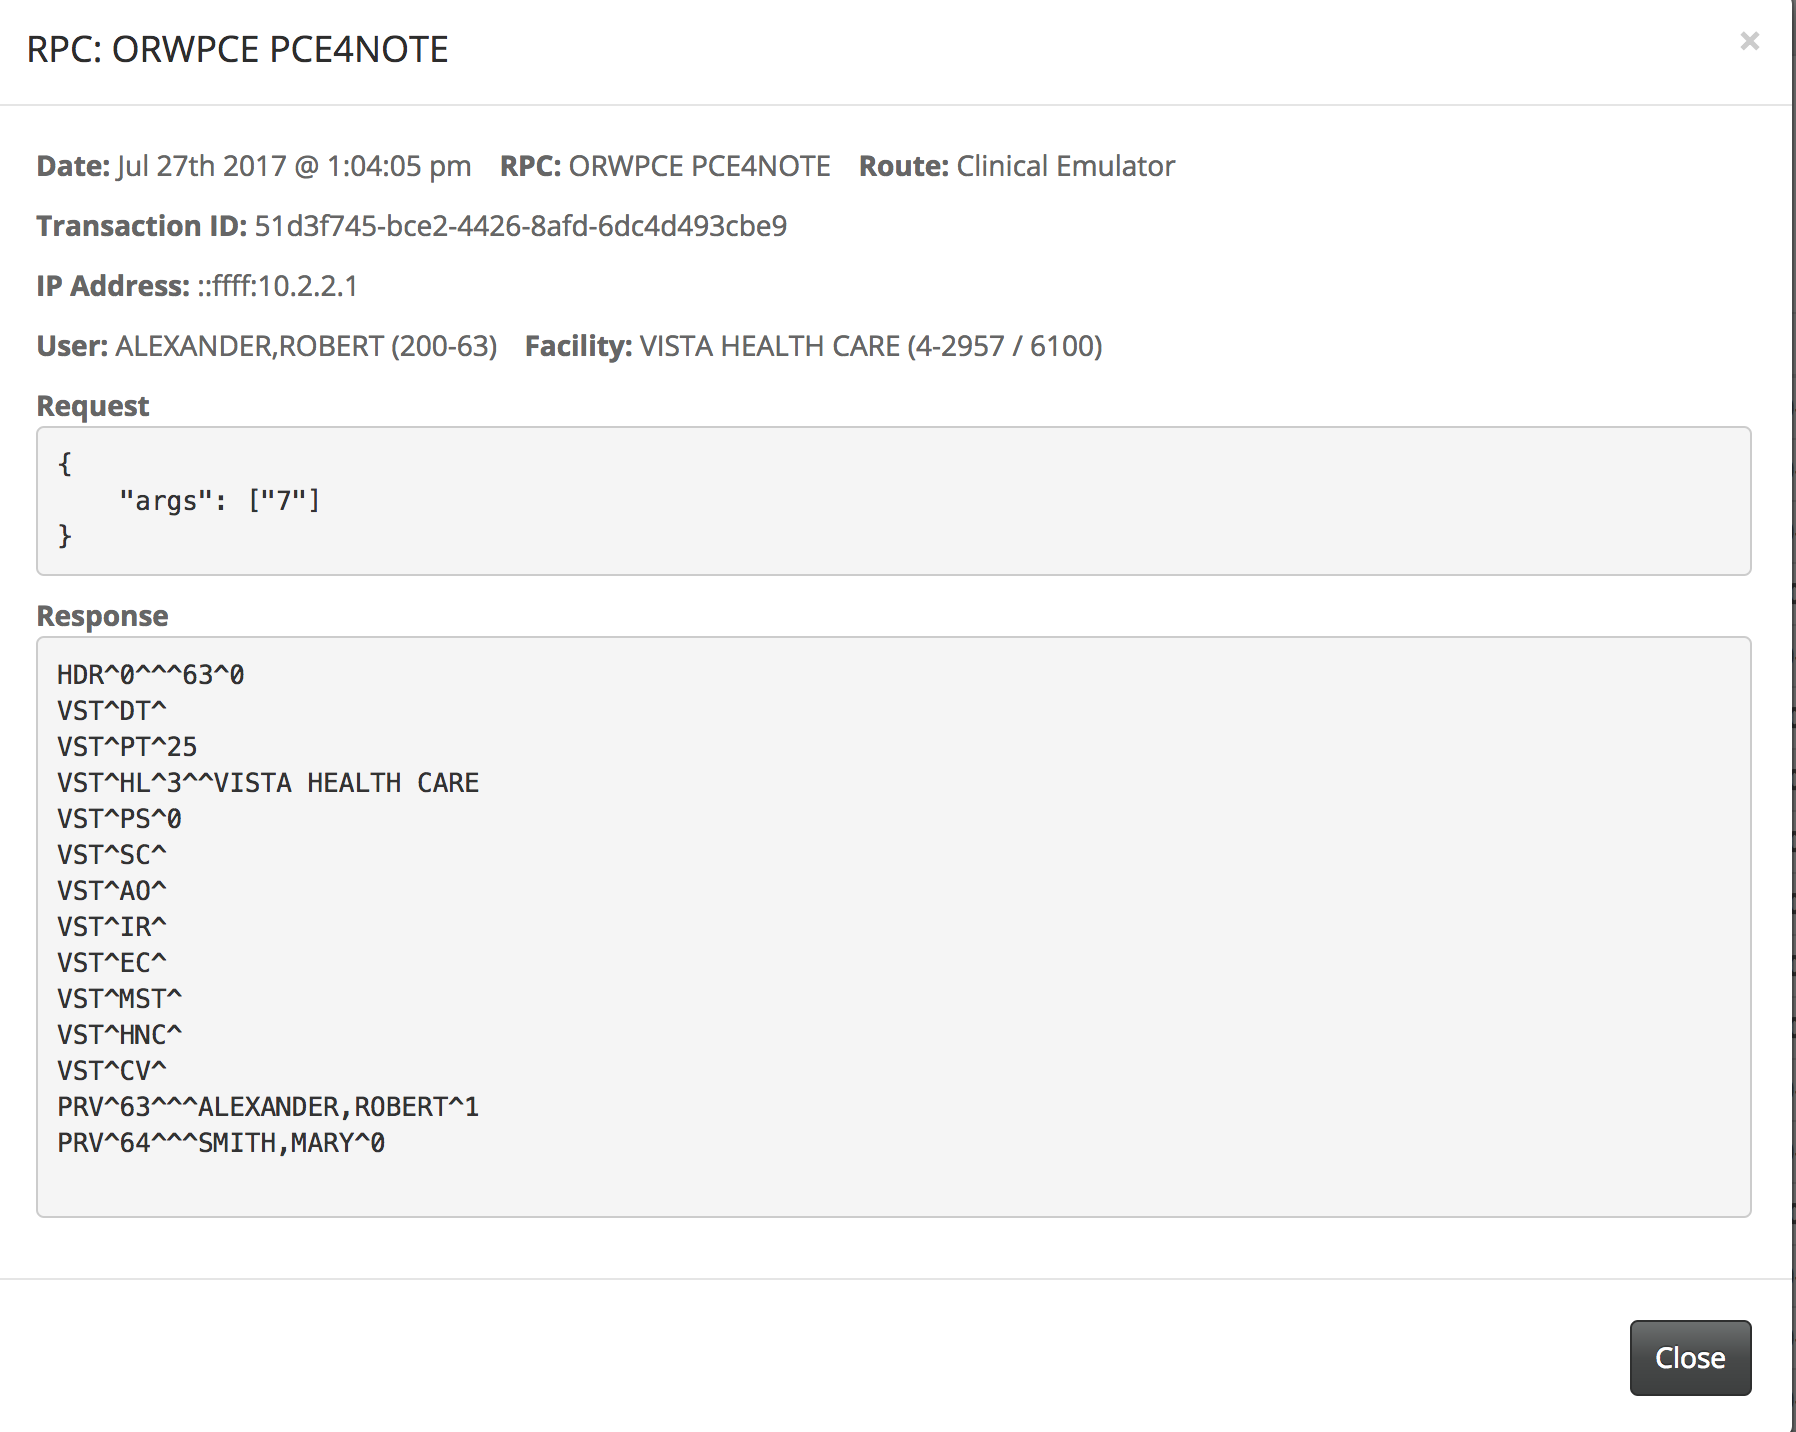 RPC: ORWPCE PCE4NOTE
×
Date: Jul 27th 2017 @ 1:04:05 pm RPC: ORWPCE PCE4NOTE Route: Clinical Emulator
Transaction ID: 51d3f745-bce2-4426-8afd-6dc4d493cbe9
IP Address: ::ffff:10.2.2.1
User: ALEXANDER,ROBERT (200-63) Facility: VISTA HEALTH CARE (4-2957 / 6100)
Request
{
    "args": ["7"]
}
Response
HDR^0^^^63^0
VST^DT^
VST^PT^25
VST^HL^3^^VISTA HEALTH CARE
VST^PS^0
VST^SC^
VST^AO^
VST^IR^
VST^EC^
VST^MST^
VST^HNC^
VST^CV^
PRV^63^^^ALEXANDER,ROBERT^1
PRV^64^^^SMITH,MARY^0
Close